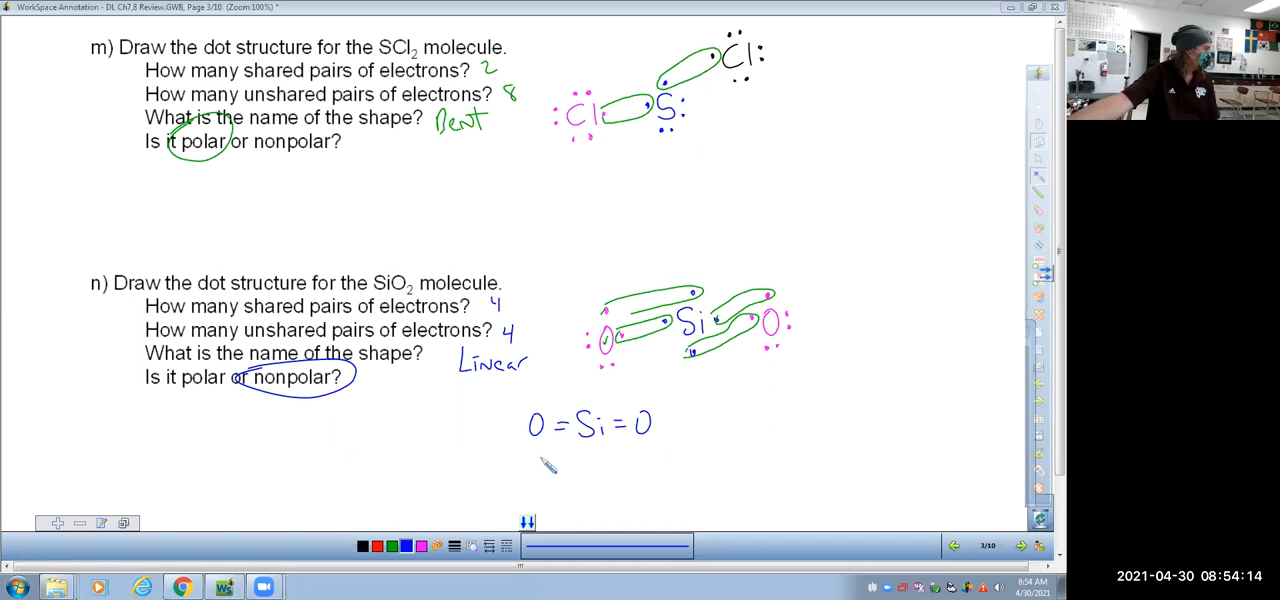 WorkSpace Annotation - DL Ch7,8 Review.GWB, Page 3/10 (Zoom 100%) *
m) Draw the dot structure for the SCl₂ molecule.
How many shared pairs of electrons? 2
How many unshared pairs of electrons? 8
What is the name of the shape? Bent
Is it polar or nonpolar?
Cl S Cl
n) Draw the dot structure for the SiO₂ molecule.
How many shared pairs of electrons? 4
How many unshared pairs of electrons? 4
What is the name of the shape? Linear
Is it polar or nonpolar?
O Si O
O = Si = O
3/10
8:54 AM
4/30/2021
2021-04-30 08:54:14